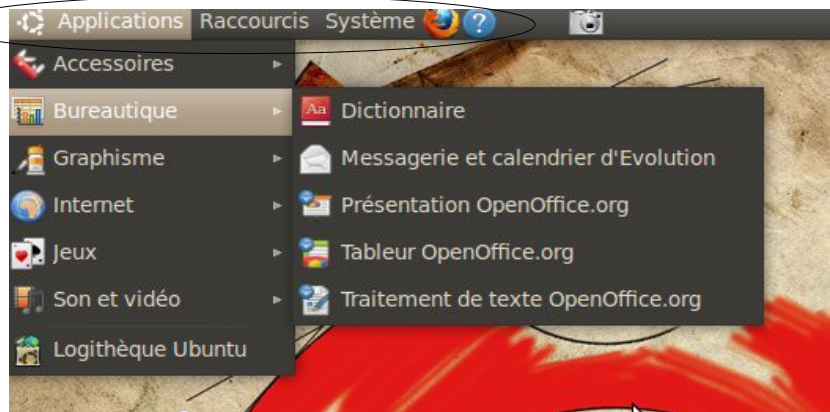 Applications Raccourcis Système ?
Accessoires
Bureautique
Graphisme
Internet
Jeux
Son et vidéo
Logithèque Ubuntu
Aa Dictionnaire
Messagerie et calendrier d'Evolution
Présentation OpenOffice.org
Tableur OpenOffice.org
Traitement de texte OpenOffice.org